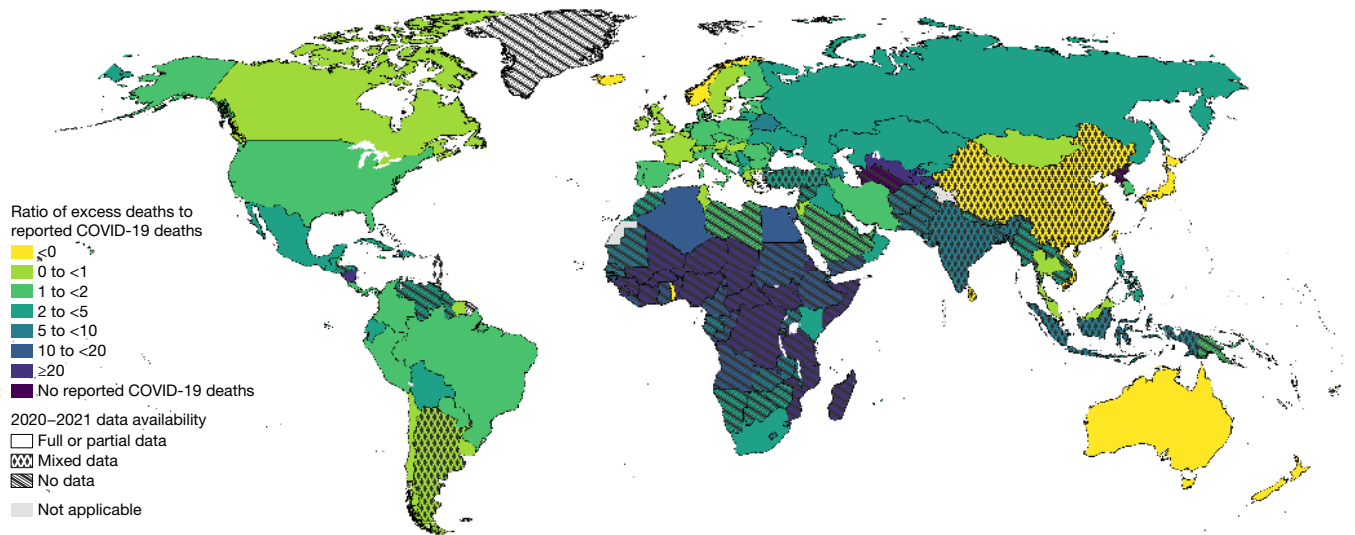 Ratio of excess deaths to
reported COVID-19 deaths
<0
0 to <1
1 to <2
2 to <5
5 to <10
10 to <20
≥20
No reported COVID-19 deaths
2020–2021 data availability
Full or partial data
Mixed data
No data
Not applicable